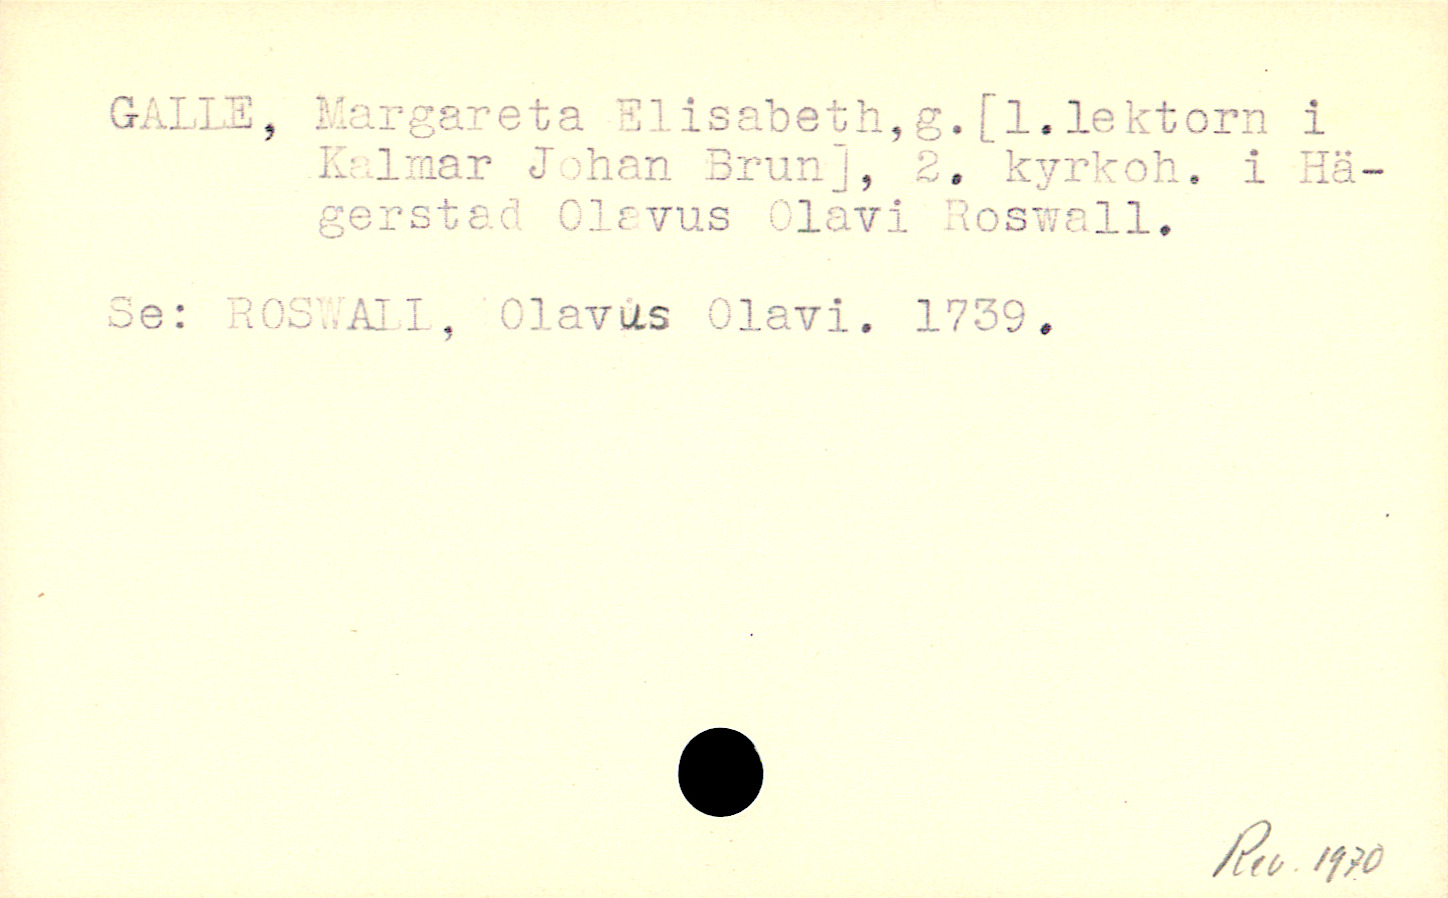 GALLE, Margareta Elisabeth,g.[1.lektorn i
Kalmar Johan Brun], 2. kyrkoh. i Hä-
gerstad Olavus Olavi Roswall.
Se: ROSWALL, Olavus Olavi. 1739.
Rev. 1970